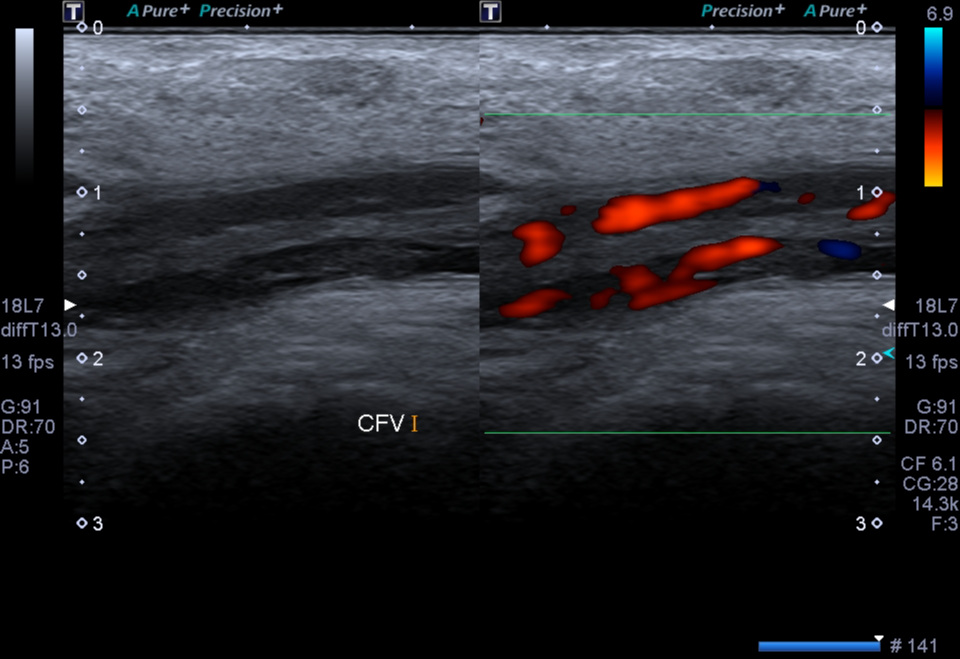 T A Pure+ Precision+
T Precision+ A Pure+
6.9
0
0
1
1
18L7
18L7
diffT13.0
diffT13.0
13 fps
2
2
13 fps
G:91
G:91
DR:70
DR:70
A:5
CFV I
P:6
CF 6.1
CG:28
14.3k
3
3
F:3
# 141